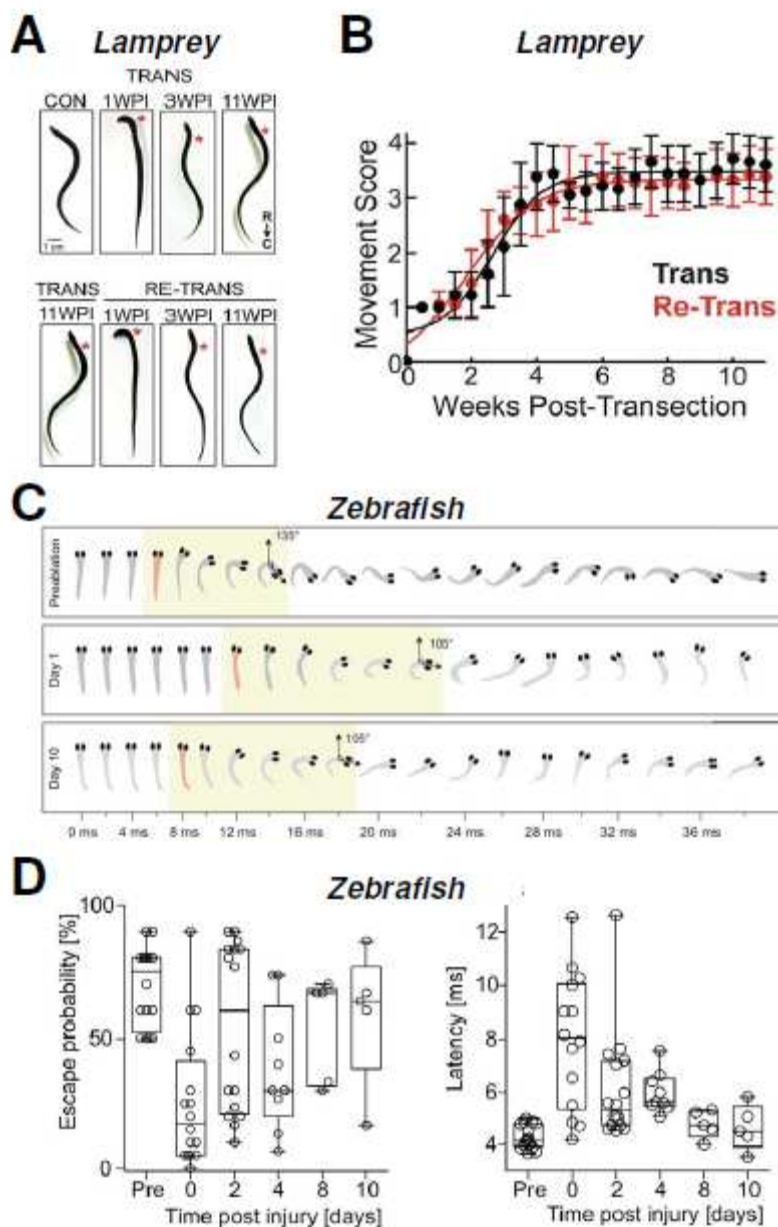 A Lamprey
TRANS
CON 1WPI 3WPI 11WPI
1 cm
R
C
TRANS RE-TRANS
11WPI 1WPI 3WPI 11WPI
B Lamprey
Movement Score
4
3
2
1
0
Trans
Re-Trans
0 2 4 6 8 10
Weeks Post-Transection
C Zebrafish
Preablation
135°
Day 1
105°
Day 10
105°
0 ms 4 ms 8 ms 12 ms 16 ms 20 ms 24 ms 28 ms 32 ms 36 ms
D Zebrafish
Escape probability [%]
100
50
0
Pre 0 2 4 8 10
Time post injury [days]
Latency [ms]
12
10
8
6
4
Pre 0 2 4 8 10
Time post injury [days]